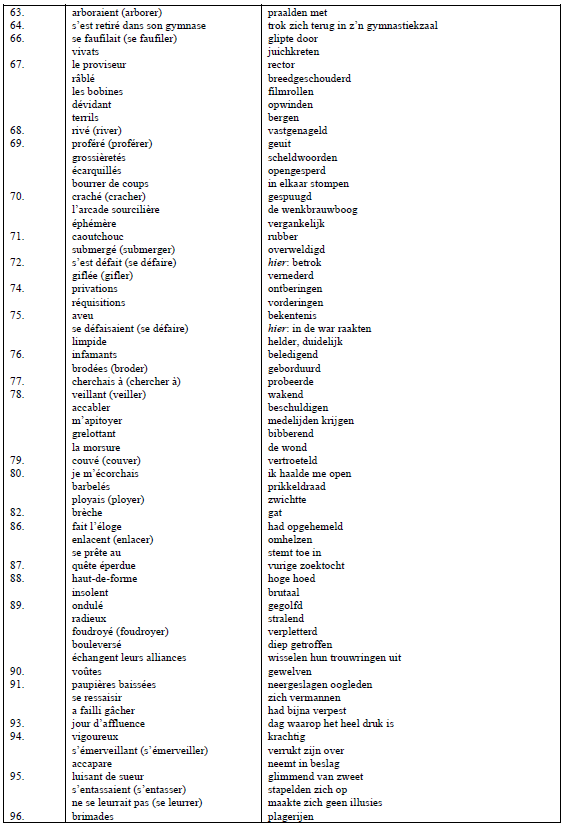 63. arboraient (arborer) praalden met
64. s’est retiré dans son gymnase trok zich terug in z’n gymnastiekzaal
66. se faufilait (se faufiler) glipte door
vivats juichkreten
67. le proviseur rector
râblé breedgeschouderd
les bobines filmrollen
dévidant opwinden
terrils bergen
68. rivé (river) vastgenageld
69. proféré (proférer) geuit
grossièretés scheldwoorden
écarquillés opengesperd
bourrer de coups in elkaar stompen
70. craché (cracher) gespuugd
l’arcade sourcilière de wenkbrauwboog
éphémère vergankelijk
71. caoutchouc rubber
submergé (submerger) overweldigd
72. s’est défait (se défaire) hier: betrok
giflée (gifler) vernederd
74. privations ontberingen
réquisitions vorderingen
75. aveu bekentenis
se défaisaient (se défaire) hier: in de war raakten
limpide helder, duidelijk
76. infamants beledigend
brodées (broder) geborduurd
77. cherchais à (chercher à) probeerde
78. veillant (veiller) wakend
accabler beschuldigen
m’apitoyer medelijden krijgen
grelottant bibberend
la morsure de wond
79. couvé (couver) vertroeteld
80. je m’écorchais ik haalde me open
barbelés prikkeldraad
ployais (ployer) zwichtte
82. brèche gat
86. fait l’éloge had opgehemeld
enlacent (enlacer) omhelzen
se prête au stemt toe in
87. quête éperdue vurige zoektocht
88. haut-de-forme hoge hoed
insolent brutaal
89. ondulé gegolfd
radieux stralend
foudroyé (foudroyer) verpletterd
bouleversé diep getroffen
échangent leurs alliances wisselen hun trouwringen uit
90. voûtes gewelven
91. paupières baissées neergeslagen oogleden
se ressaisir zich vermannen
a failli gâcher had bijna verpest
93. jour d’affluence dag waarop het heel druk is
94. vigoureux krachtig
s’émerveillant (s’émerveiller) verrukt zijn over
accapare neemt in beslag
95. luisant de sueur glimmend van zweet
s’entassaient (s’entasser) stapelden zich op
ne se leurrait pas (se leurrer) maakte zich geen illusies
96. brimades plagerijen